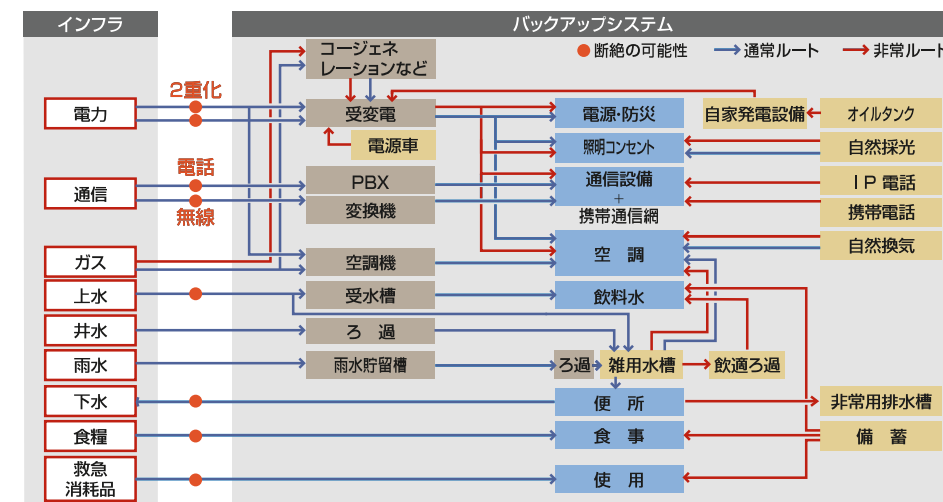 インフラ
バックアップシステム
●断絶の可能性 →通常ルート →非常ルート
コージェネ
レーションなど
2重化
電力
受変電
電源・防災
自家発電設備
オイルタンク
電源車
照明コンセント
自然採光
電話
通信
無線
PBX
変換機
通信設備
+
携帯通信網
IP電話
携帯電話
ガス
空調機
空 調
自然換気
上水
受水槽
飲料水
井水
ろ 過
雨水
雨水貯留槽
ろ過
雑用水槽
飲適ろ過
下水
便 所
非常用排水槽
食糧
食 事
備 蓄
救急
消耗品
使 用